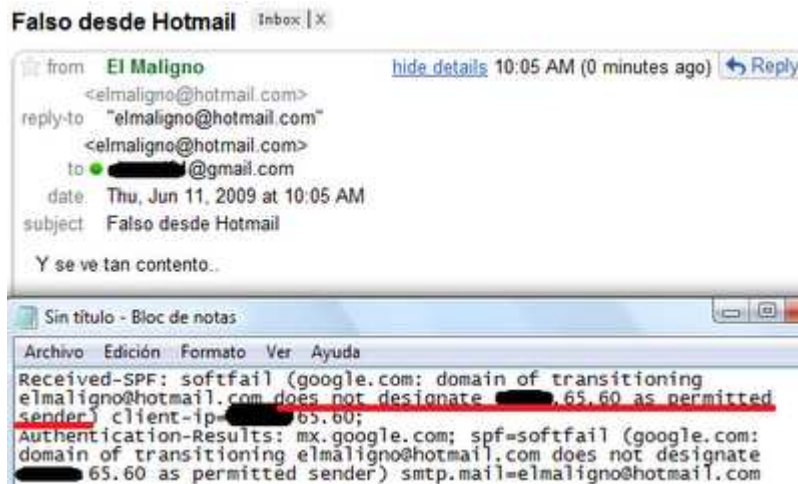 Falso desde Hotmail Inbox | X
from El Maligno hide details 10:05 AM (0 minutes ago) Reply
<elmaligno@hotmail.com>
reply-to "elmaligno@hotmail.com"
<elmaligno@hotmail.com>
to @gmail.com
date Thu, Jun 11, 2009 at 10:05 AM
subject Falso desde Hotmail
Y se ve tan contento..
Sin título - Bloc de notas
Archivo Edición Formato Ver Ayuda
Received-SPF: softfail (google.com: domain of transitioning
elmaligno@hotmail.com does not designate .65.60 as permitted
sender) client-ip= 65.60;
Authentication-Results: mx.google.com; spf=softfail (google.com:
domain of transitioning elmaligno@hotmail.com does not designate
65.60 as permitted sender) smtp.mail=elmaligno@hotmail.com